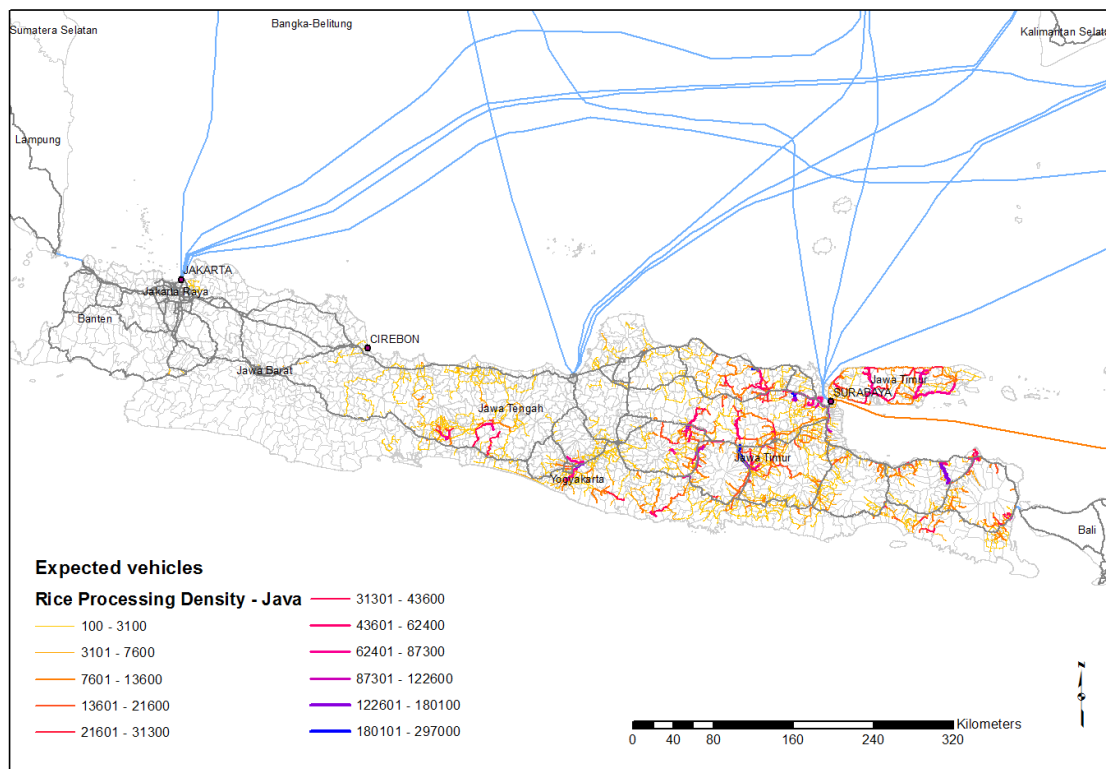 Sumatera Selatan
Bangka-Belitung
Kalimantan Selat
Lampung
JAKARTA
Jakarta Raya
Banten
CIREBON
Jawa Barat
Jawa Timur
SURABAYA
Jawa Tengah
Jawa Timur
Yogyakarta
Bali
Expected vehicles
Rice Processing Density - Java
100 - 3100
3101 - 7600
7601 - 13600
13601 - 21600
21601 - 31300
31301 - 43600
43601 - 62400
62401 - 87300
87301 - 122600
122601 - 180100
180101 - 297000
N
Kilometers
0 40 80 160 240 320